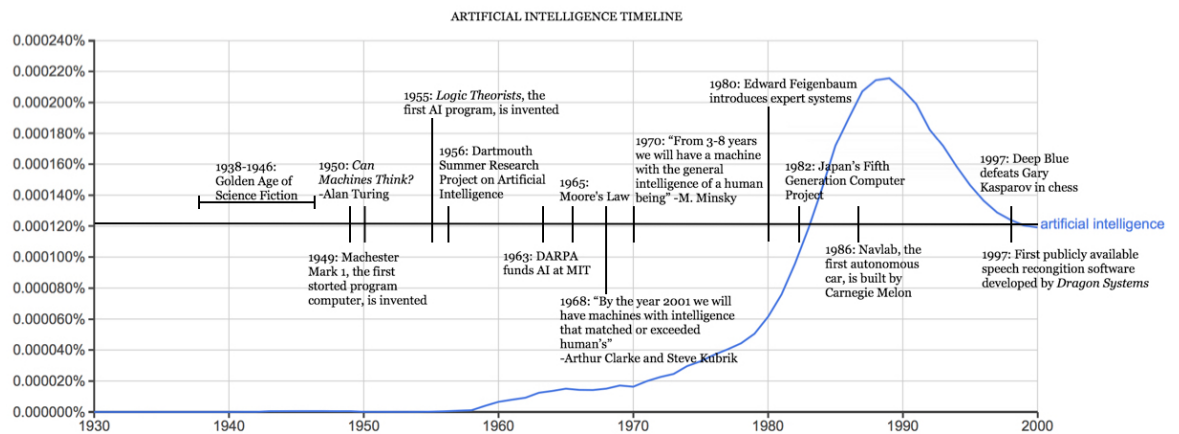 ARTIFICIAL INTELLIGENCE TIMELINE
0.000240%
0.000220%
0.000200%
0.000180%
0.000160%
0.000140%
0.000120%
0.000100%
0.000080%
0.000060%
0.000040%
0.000020%
0.000000%
1938-1946:
Golden Age of
Science Fiction
1950: Can
Machines Think?
-Alan Turing
1949: Machester
Mark 1, the first
storted program
computer, is invented
1955: Logic Theorists, the
first AI program, is invented
1956: Dartmouth
Summer Research
Project on Artificial
Intelligence
1963: DARPA
funds AI at MIT
1965:
Moore's Law
1968: “By the year 2001 we will
have machines with intelligence
that matched or exceeded
human’s”
-Arthur Clarke and Steve Kubrik
1970: “From 3-8 years
we will have a machine
with the general
intelligence of a human
being” -M. Minsky
1980: Edward Feigenbaum
introduces expert systems
1982: Japan’s Fifth
Generation Computer
Project
1986: Navlab, the
first autonomous
car, is built by
Carnegie Melon
1997: Deep Blue
defeats Gary
Kasparov in chess
artificial intelligence
1997: First publicly available
speech recongition software
developed by Dragon Systems
1930
1940
1950
1960
1970
1980
1990
2000